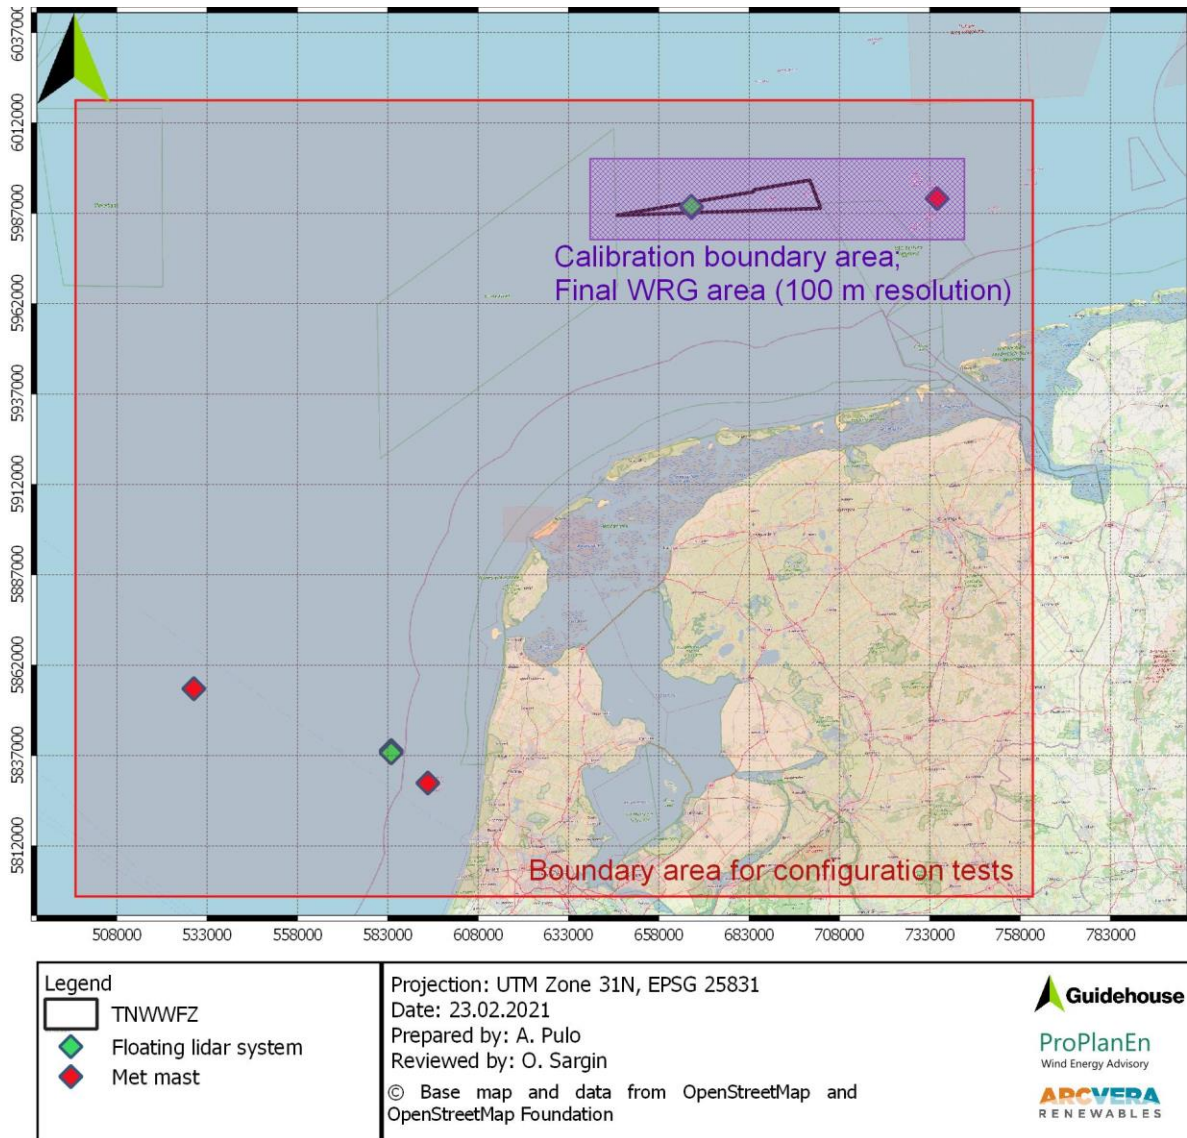 6037000
6012000
5987000
5962000
5937000
5912000
5887000
5862000
5837000
5812000
Calibration boundary area;
Final WRG area (100 m resolution)
Boundary area for configuration tests
508000 533000 558000 583000 608000 633000 658000 683000 708000 733000 758000 783000
Legend
TNWWFZ
Floating lidar system
Met mast
Projection: UTM Zone 31N, EPSG 25831
Date: 23.02.2021
Prepared by: A. Pulo
Reviewed by: O. Sargin
© Base map and data from OpenStreetMap and
OpenStreetMap Foundation
Guidehouse
ProPlanEn
Wind Energy Advisory
ARCVERA
RENEWABLES